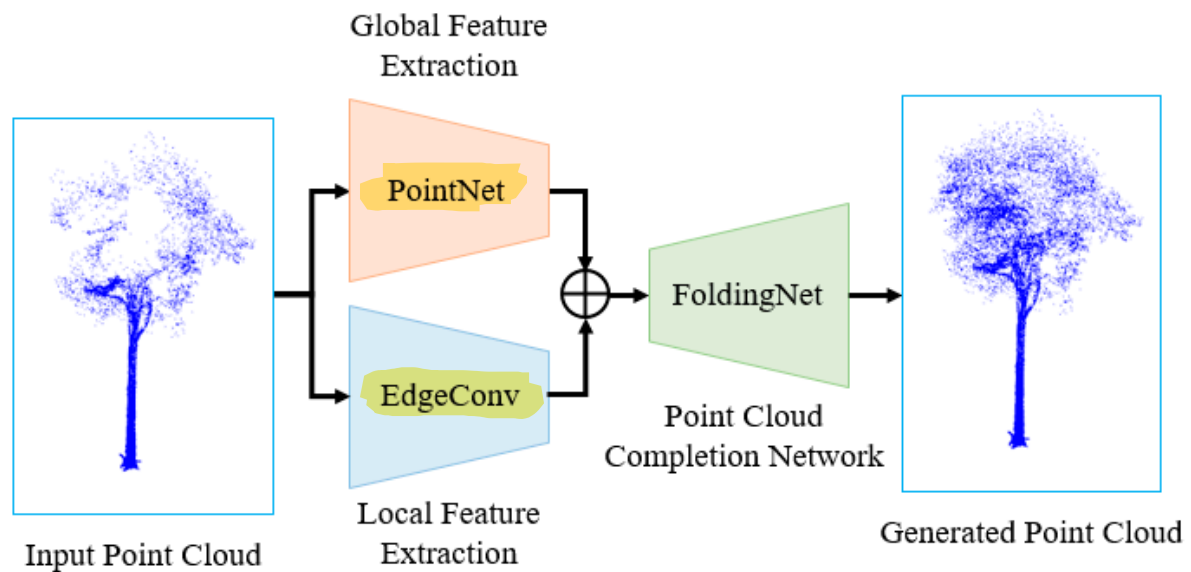 Global Feature
Extraction
PointNet
EdgeConv
Local Feature
Extraction
FoldingNet
Point Cloud
Completion Network
Input Point Cloud
Generated Point Cloud